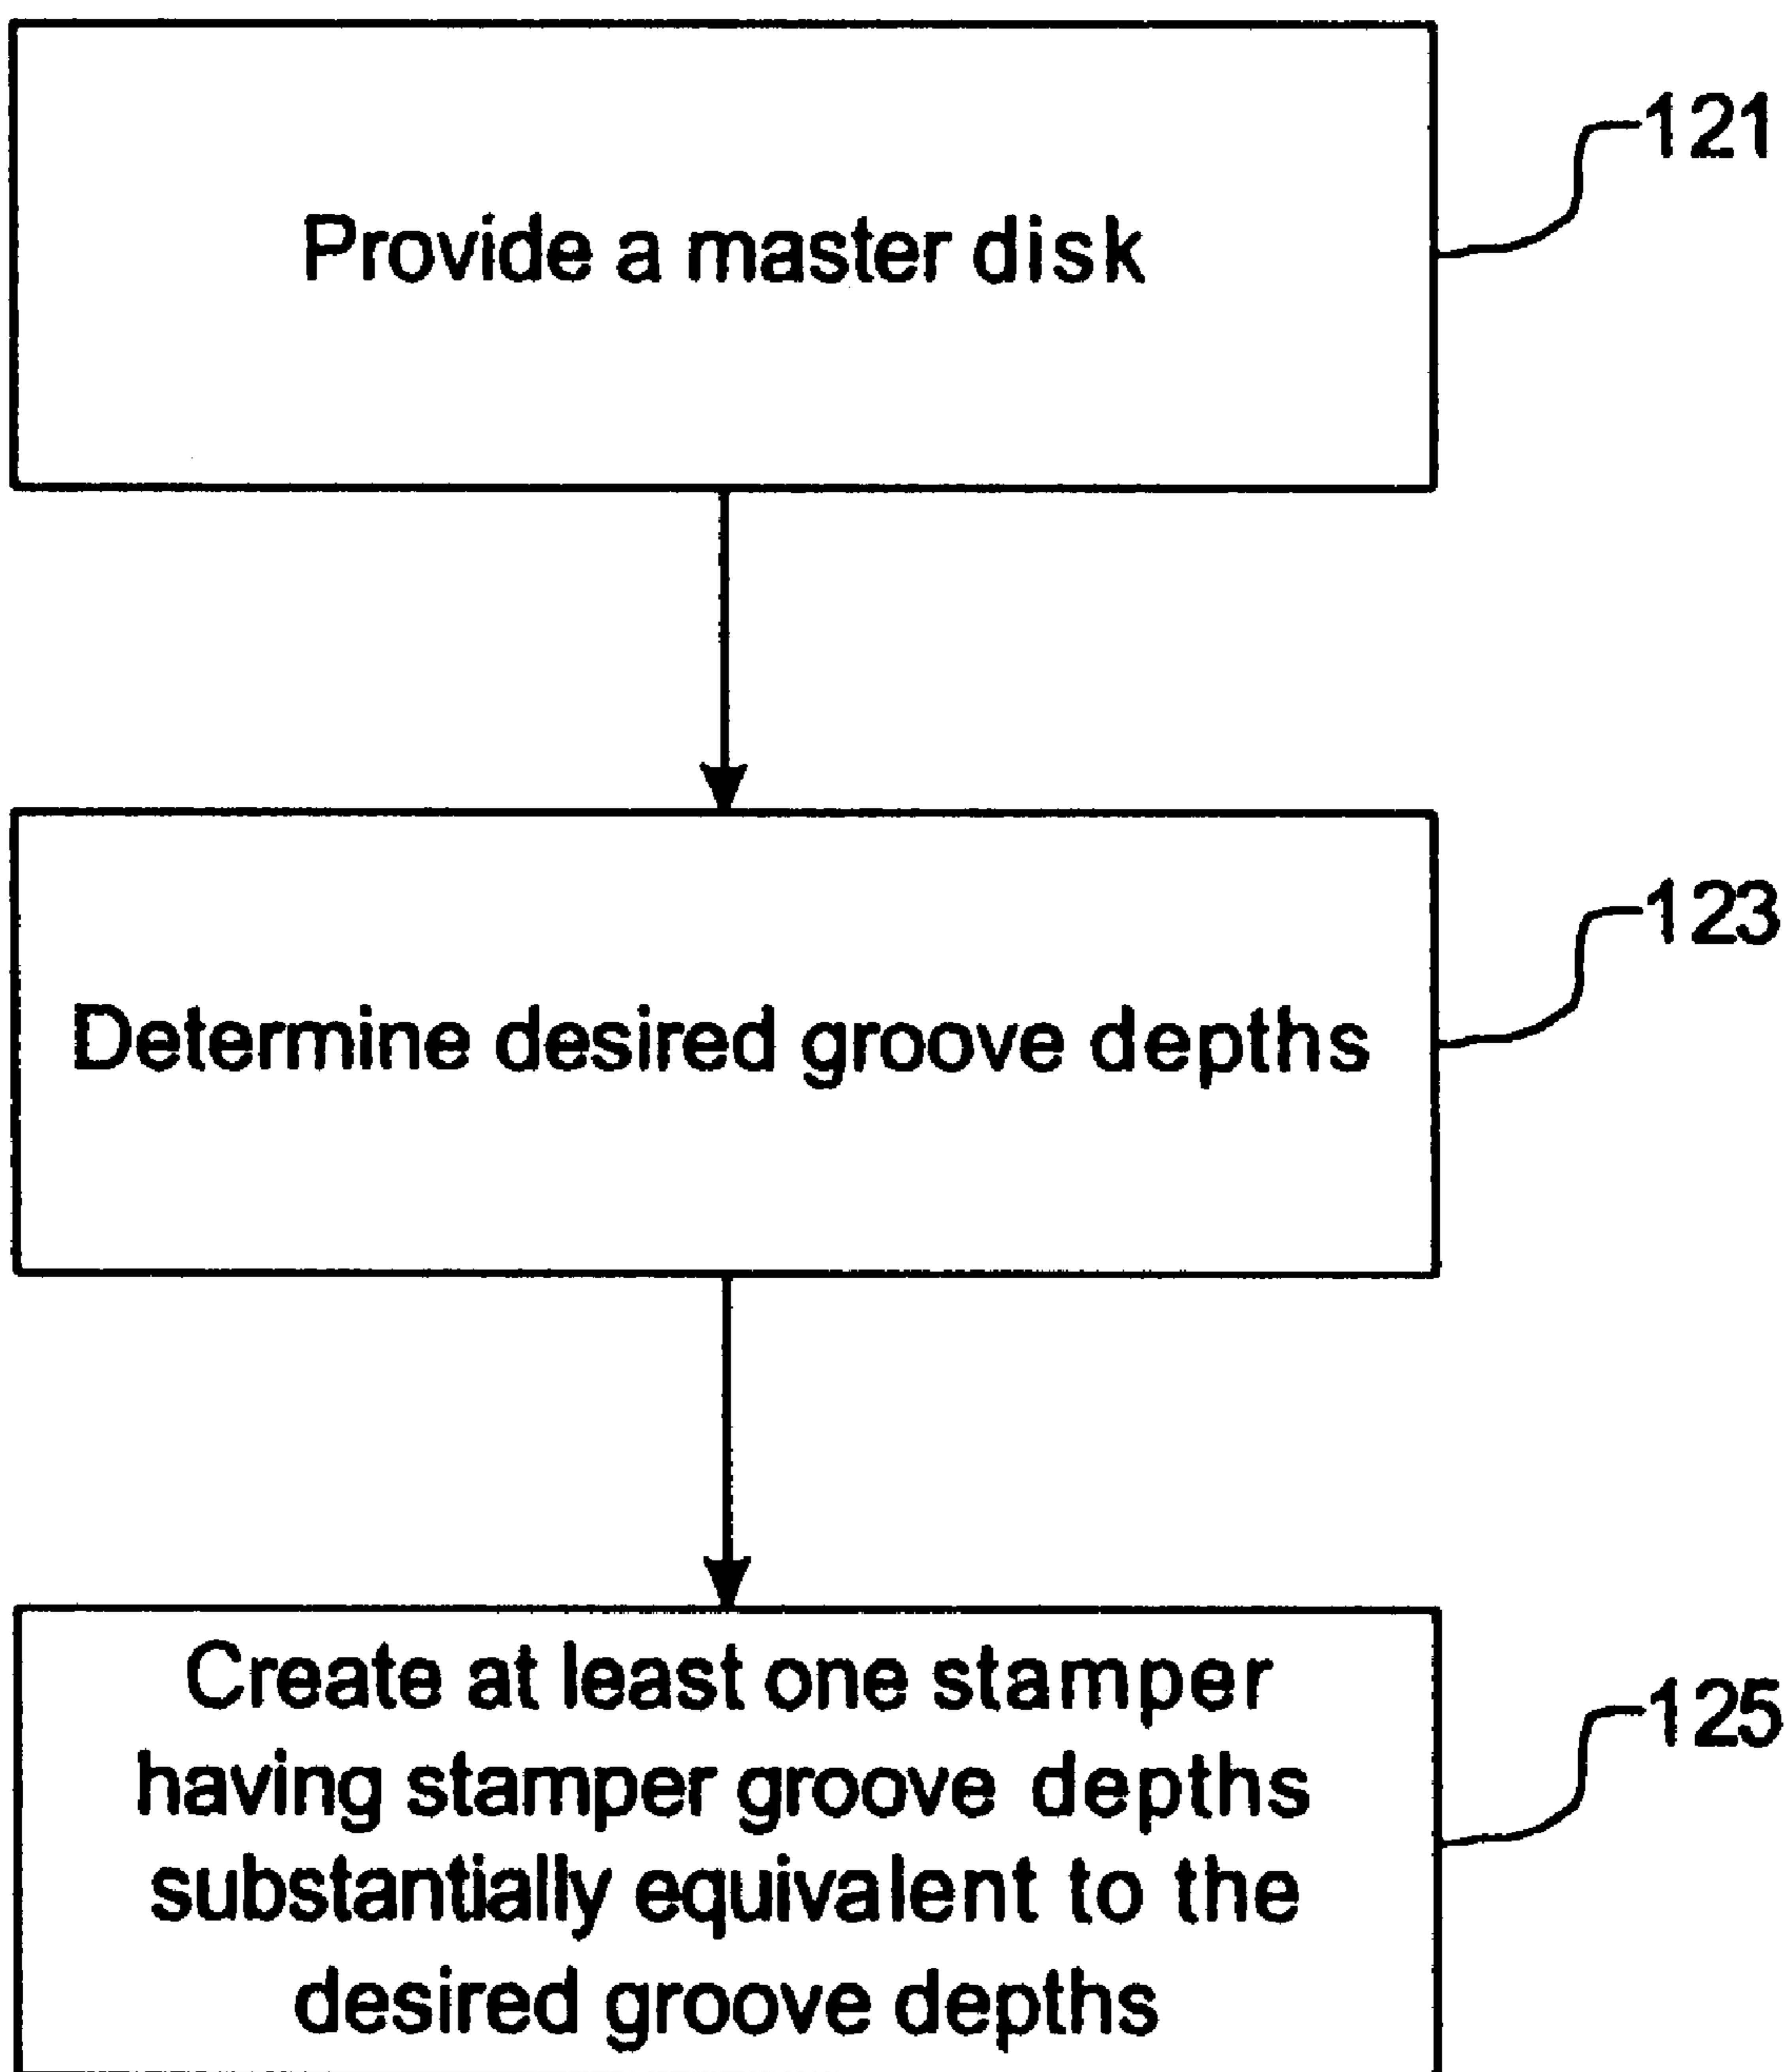 Provide a master disk
121
Determine desired groove depths
123
Create at least one stamper
having stamper groove depths
substantially equivalent to the
desired groove depths
125